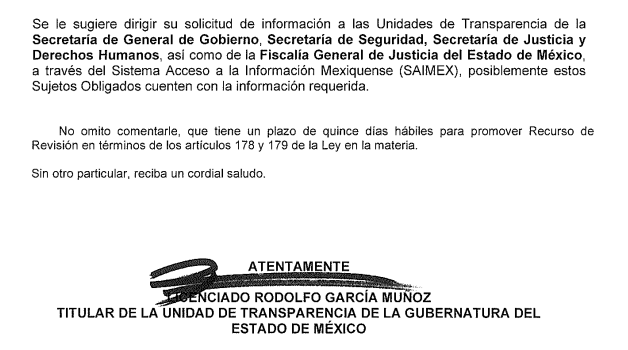 Se le sugiere dirigir su solicitud de información a las Unidades de Transparencia de la
Secretaría de General de Gobierno, Secretaría de Seguridad, Secretaría de Justicia y
Derechos Humanos, así como de la Fiscalía General de Justicia del Estado de México,
a través del Sistema Acceso a la Información Mexiquense (SAIMEX), posiblemente estos
Sujetos Obligados cuenten con la información requerida.
No omito comentarle, que tiene un plazo de quince días hábiles para promover Recurso de
Revisión en términos de los artículos 178 y 179 de la Ley en la materia.
Sin otro particular, reciba un cordial saludo.
ATENTAMENTE
LICENCIADO RODOLFO GARCÍA MUÑOZ
TITULAR DE LA UNIDAD DE TRANSPARENCIA DE LA GUBERNATURA DEL
ESTADO DE MÉXICO